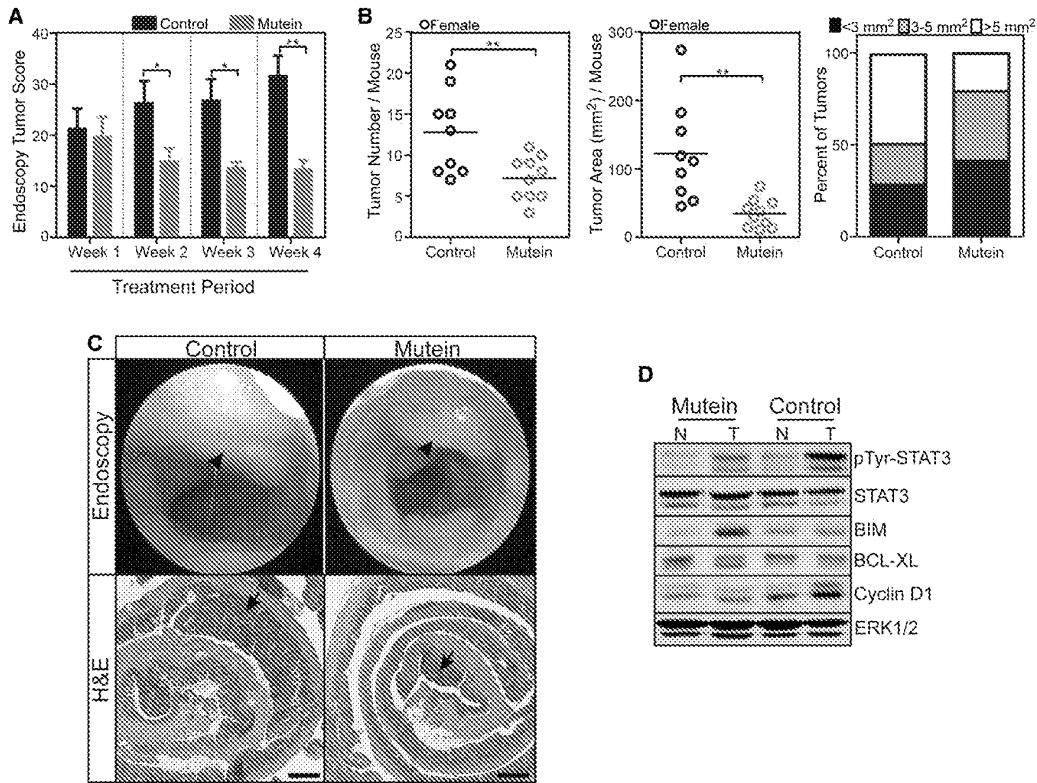 A
Control Mutein
Endoscopy Tumor Score
40
30
20
10
0
* * **
Week 1 Week 2 Week 3 Week 4
Treatment Period
B
Female
**
Tumor Number / Mouse
25
20
15
10
5
0
Control Mutein
Female
**
Tumor Area (mm²) / Mouse
300
200
100
0
Control Mutein
<3 mm² 3-5 mm² >5 mm²
Percent of Tumors
100
50
0
Control Mutein
C
Control Mutein
Endoscopy
H&E
D
Mutein Control
N T N T
pTyr-STAT3
STAT3
BIM
BCL-XL
Cyclin D1
ERK1/2